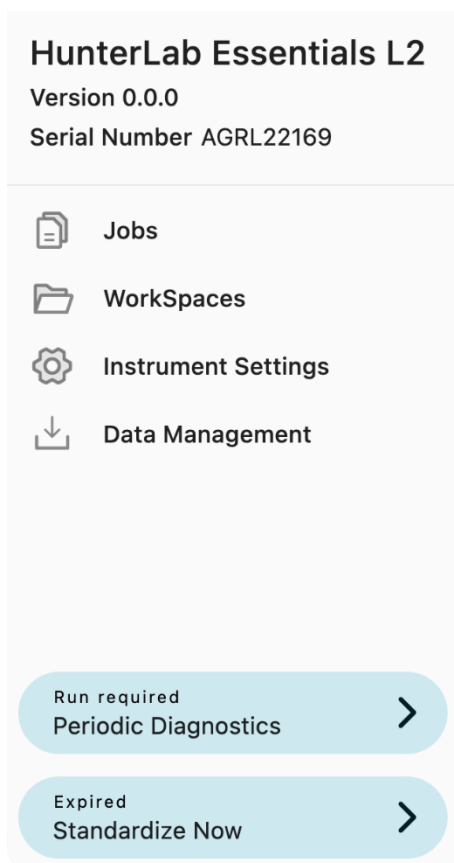 HunterLab Essentials L2
Version 0.0.0
Serial Number AGRL22169
Jobs
WorkSpaces
Instrument Settings
Data Management
Run required
Periodic Diagnostics
Expired
Standardize Now